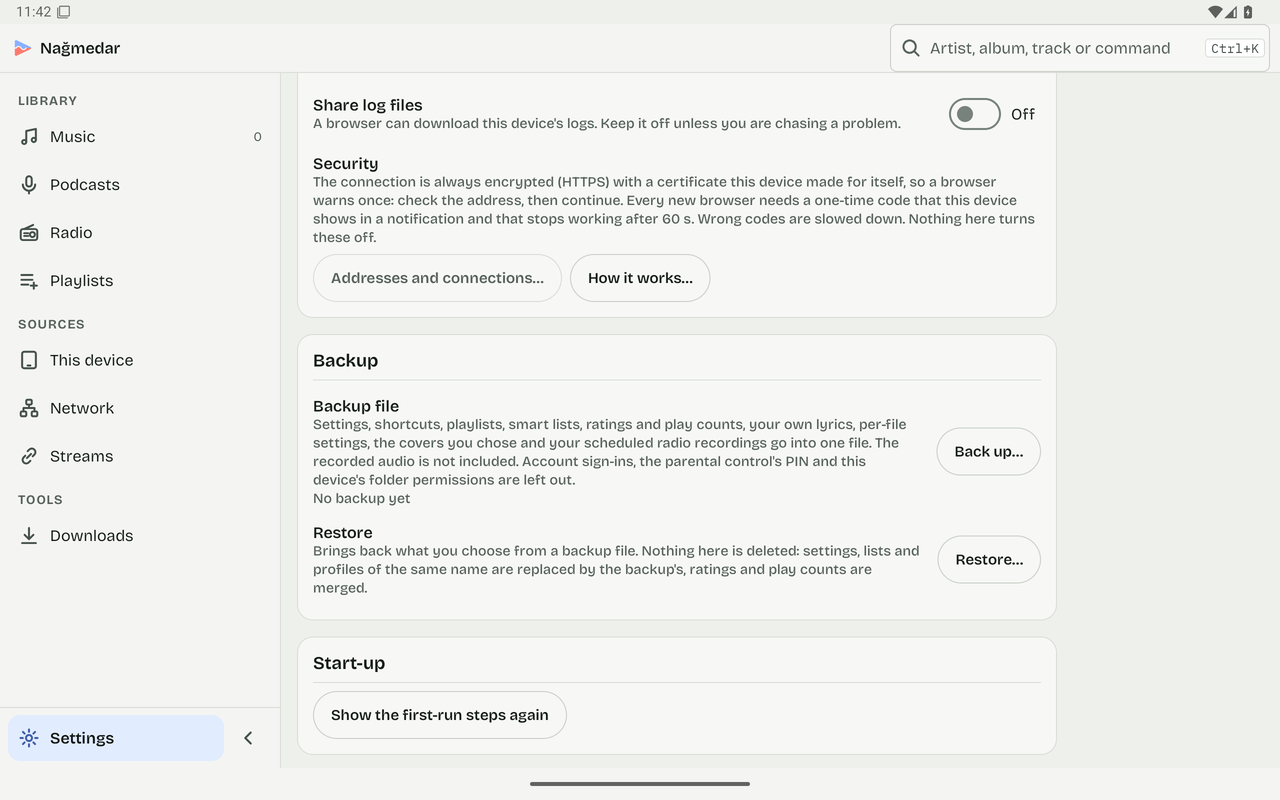 11:42
Nağmedar
Artist, album, track or command
Ctrl+K
LIBRARY
Music
0
Podcasts
Radio
Playlists
SOURCES
This device
Network
Streams
TOOLS
Downloads
Settings
Share log files
A browser can download this device's logs. Keep it off unless you are chasing a problem.
Off
Security
The connection is always encrypted (HTTPS) with a certificate this device made for itself, so a browser
warns once: check the address, then continue. Every new browser needs a one-time code that this device
shows in a notification and that stops working after 60 s. Wrong codes are slowed down. Nothing here turns
these off.
Addresses and connections...
How it works...
Backup
Backup file
Settings, shortcuts, playlists, smart lists, ratings and play counts, your own lyrics, per-file
settings, the covers you chose and your scheduled radio recordings go into one file. The
recorded audio is not included. Account sign-ins, the parental control's PIN and this
device's folder permissions are left out.
No backup yet
Back up...
Restore
Brings back what you choose from a backup file. Nothing here is deleted: settings, lists and
profiles of the same name are replaced by the backup's, ratings and play counts are
merged.
Restore...
Start-up
Show the first-run steps again